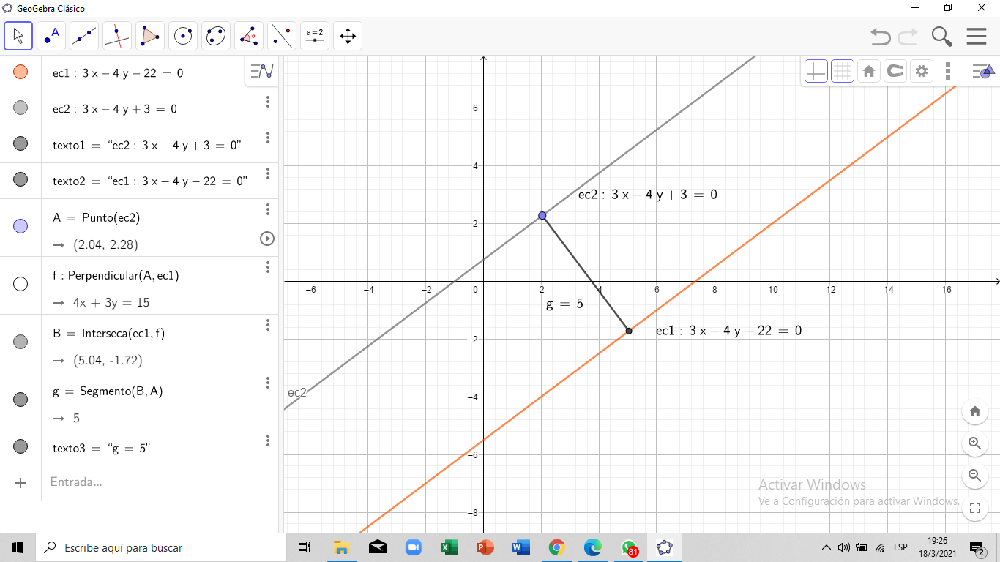 GeoGebra Clásico
A
α
a=2
ec1 : 3 x − 4 y − 22 = 0
ec2 : 3 x − 4 y + 3 = 0
texto1 = “ec2 : 3 x − 4 y + 3 = 0”
texto2 = “ec1 : 3 x − 4 y − 22 = 0”
A = Punto(ec2)
→ (2.04, 2.28)
f : Perpendicular(A, ec1)
→ 4x + 3y = 15
B = Interseca(ec1, f)
→ (5.04, -1.72)
g = Segmento(B, A)
→ 5
texto3 = “g = 5”
+ Entrada...
6
4
ec2 : 3 x − 4 y + 3 = 0
2
−6 −4 −2 0 2 4 6 8 10 12 14 16
g = 5
ec1 : 3 x − 4 y − 22 = 0
−2
ec2
−4
−6
−8
Activar Windows
Ve a Configuración para activar Windows.
Escribe aquí para buscar
81
ESP
19:26
18/3/2021
2